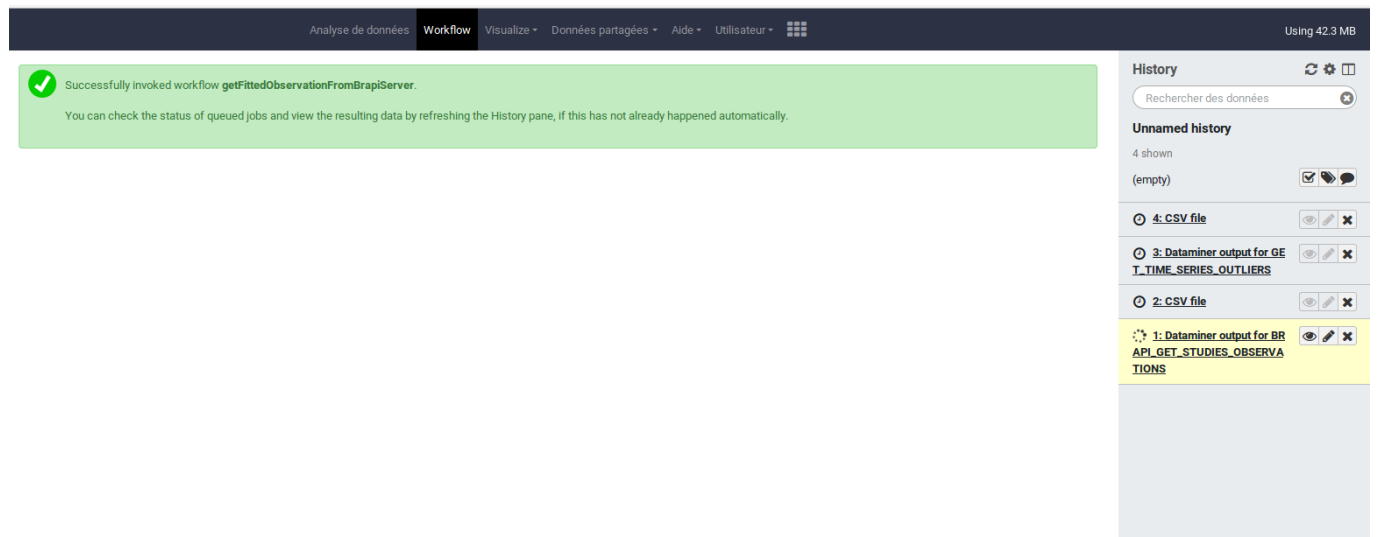 Analyse de données Workflow Visualize Données partagées Aide Utilisateur Using 42.3 MB
Successfully invoked workflow getFittedObservationFromBrapiServer.
You can check the status of queued jobs and view the resulting data by refreshing the History pane, if this has not already happened automatically.
History
Rechercher des données
Unnamed history
4 shown
(empty)
4: CSV file
3: Dataminer output for GE
T_TIME_SERIES_OUTLIERS
2: CSV file
1: Dataminer output for BR
API_GET_STUDIES_OBSERVA
TIONS